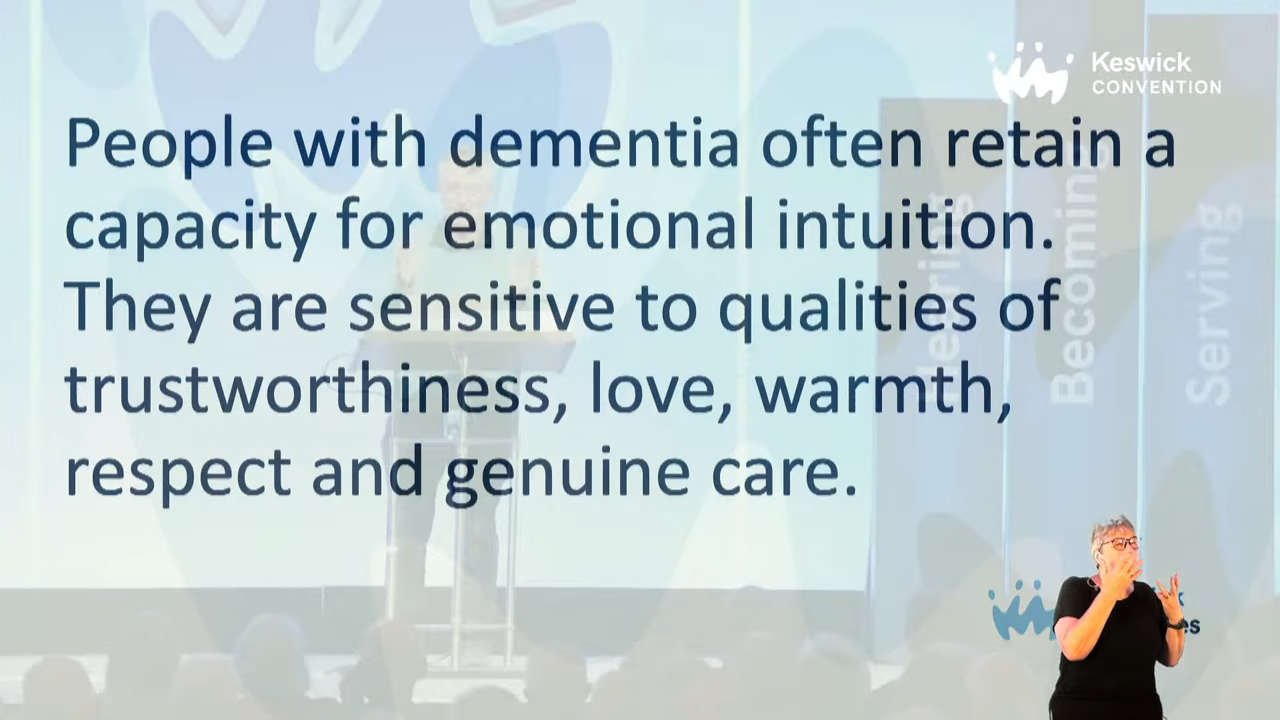 Keswick
CONVENTION
People with dementia often retain a
capacity for emotional intuition.
They are sensitive to qualities of
trustworthiness, love, warmth,
respect and genuine care.
Becoming
Serving